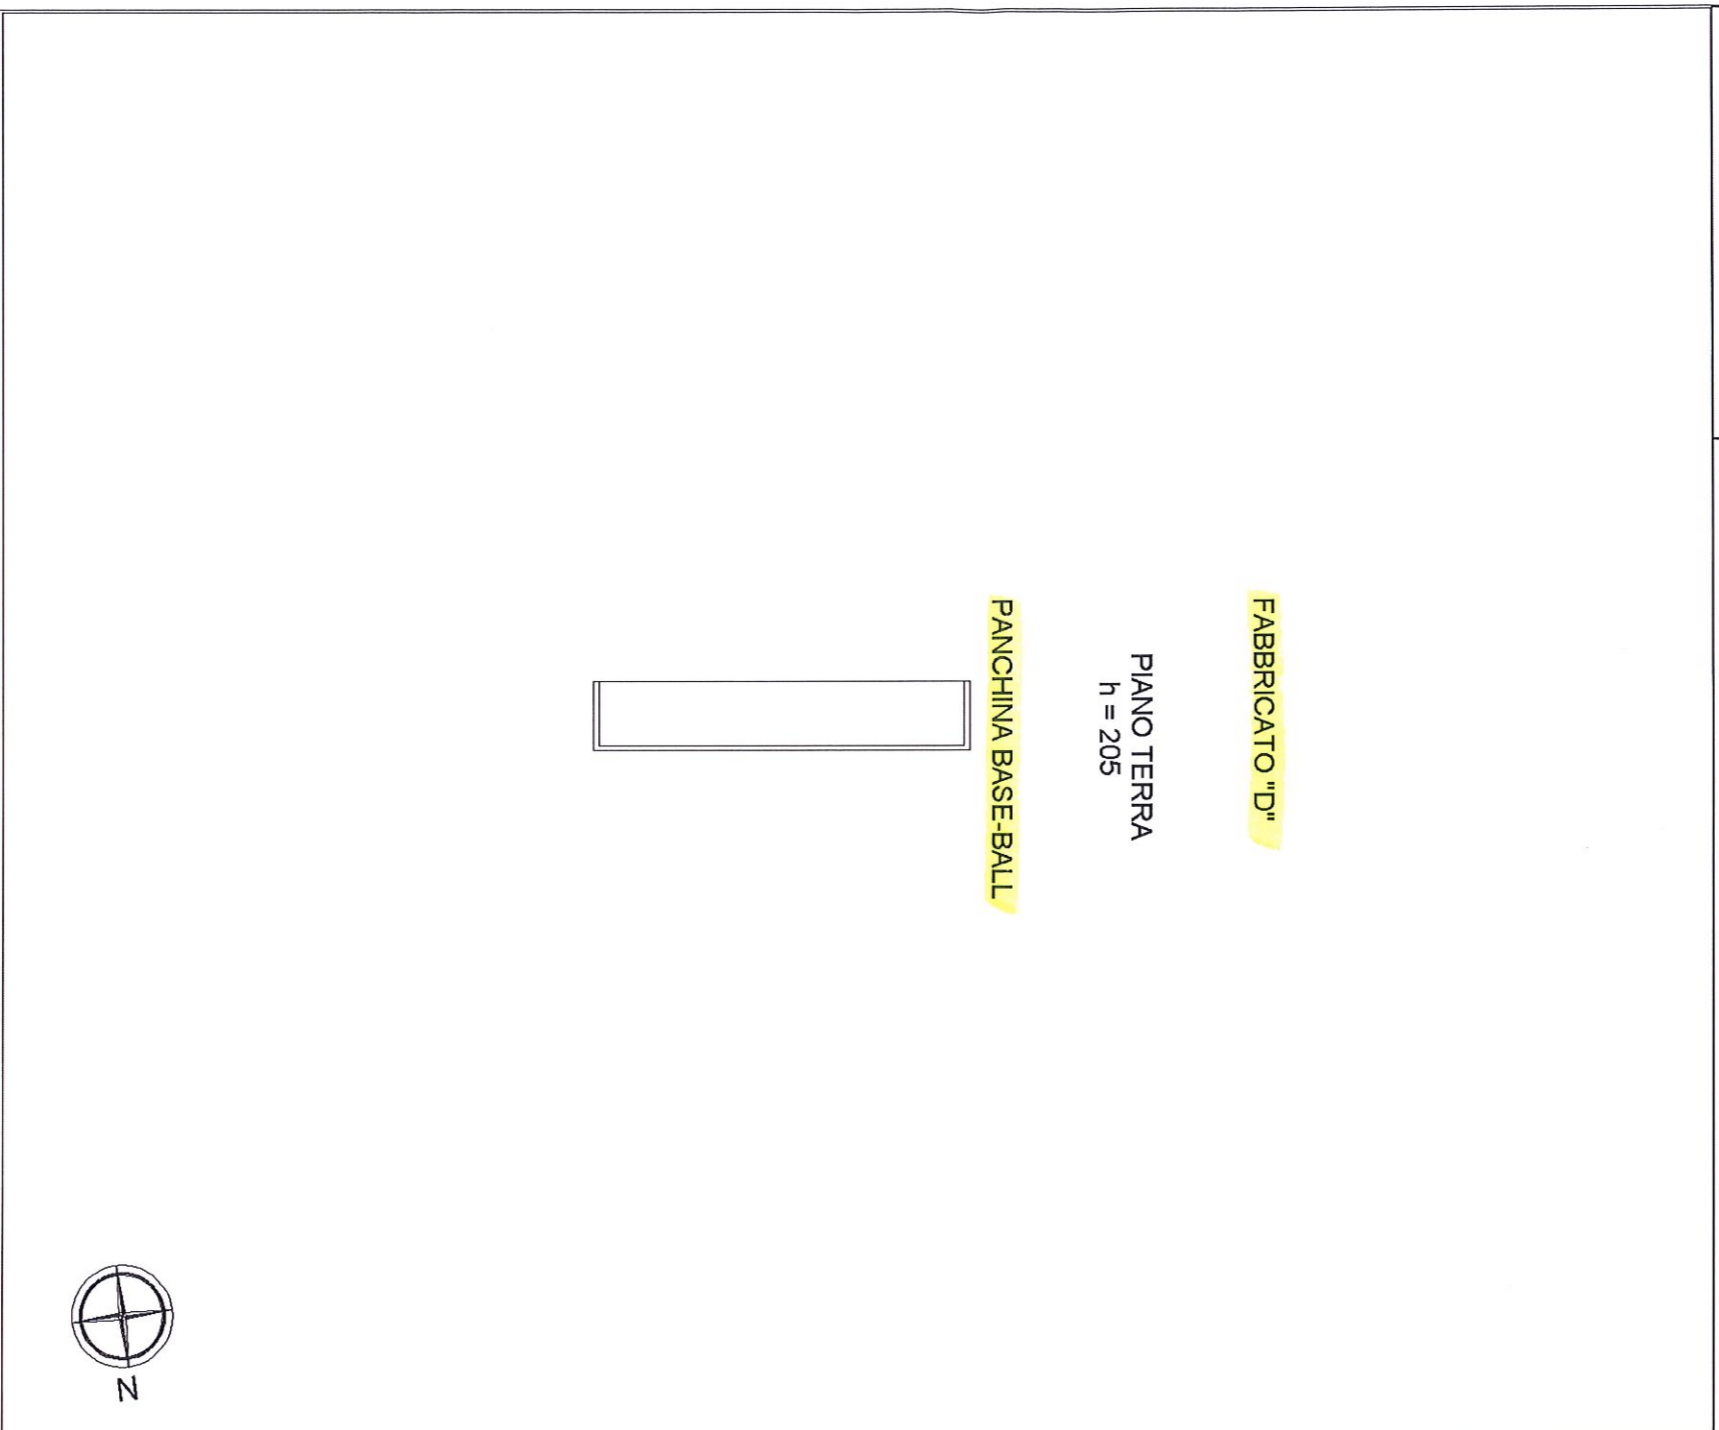 FABBRICATO "D"
PIANO TERRA
h = 205
PANCHINA BASE-BALL
N